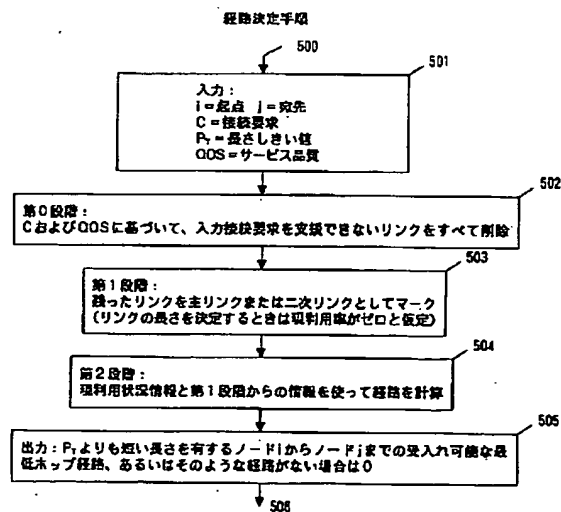 経路決定手順
500
501
入力：
i＝起点　j＝宛先
C＝接続要求
PT＝長さしきい値
QOS＝サービス品質
502
第0段階：
CおよびQOSに基づいて、入力接続要求を支援できないリンクをすべて削除
503
第1段階：
残ったリンクを主リンクまたは二次リンクとしてマーク
（リンクの長さを決定するときは現利用率がゼロと仮定）
504
第2段階：
現利用状況情報と第1段階からの情報を使って経路を計算
505
出力：PTよりも短い長さを有するノードiからノードjまでの受入れ可能な最
低ホップ経路、あるいはそのような経路がない場合は0
506